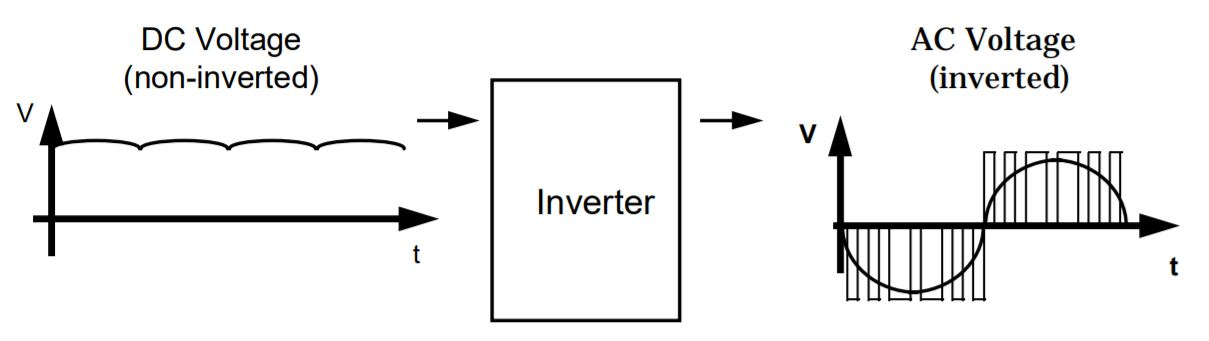 DC Voltage
(non-inverted)
V
t
Inverter
AC Voltage
(inverted)
V
t